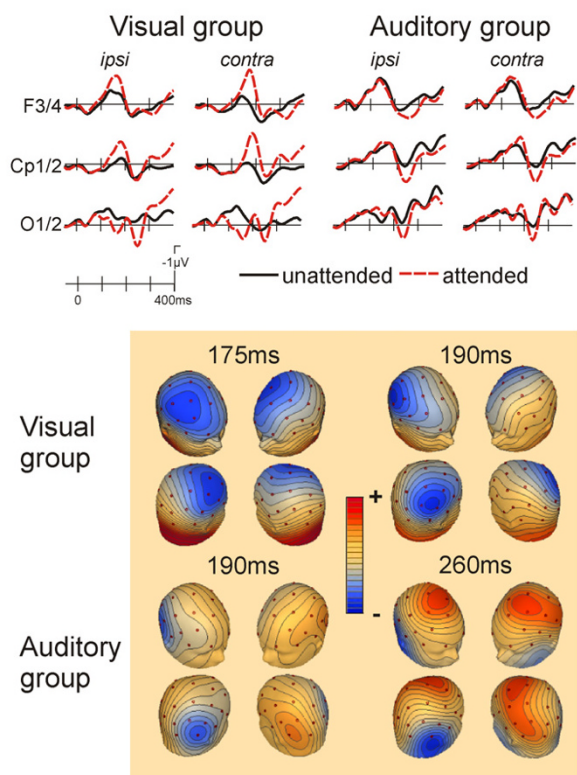 Visual group Auditory group
ipsi contra ipsi contra
F3/4
Cp1/2
O1/2
-1µV
unattended attended
0 400ms
175ms 190ms
Visual
group
+
190ms - 260ms
Auditory
group